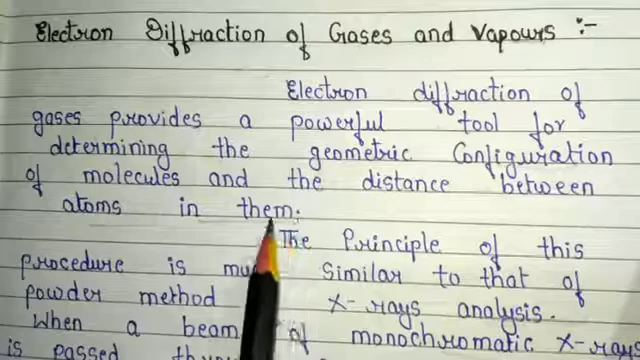 Electron Diffraction of Gases and Vapours :-
Electron diffraction of
gases provides a powerful tool for
determining the geometric Configuration
of molecules and the distance between
atoms in them.
The Principle of this
procedure is similar to that of
powder method X-rays analysis.
When a beam of monochromatic X-rays
is passed